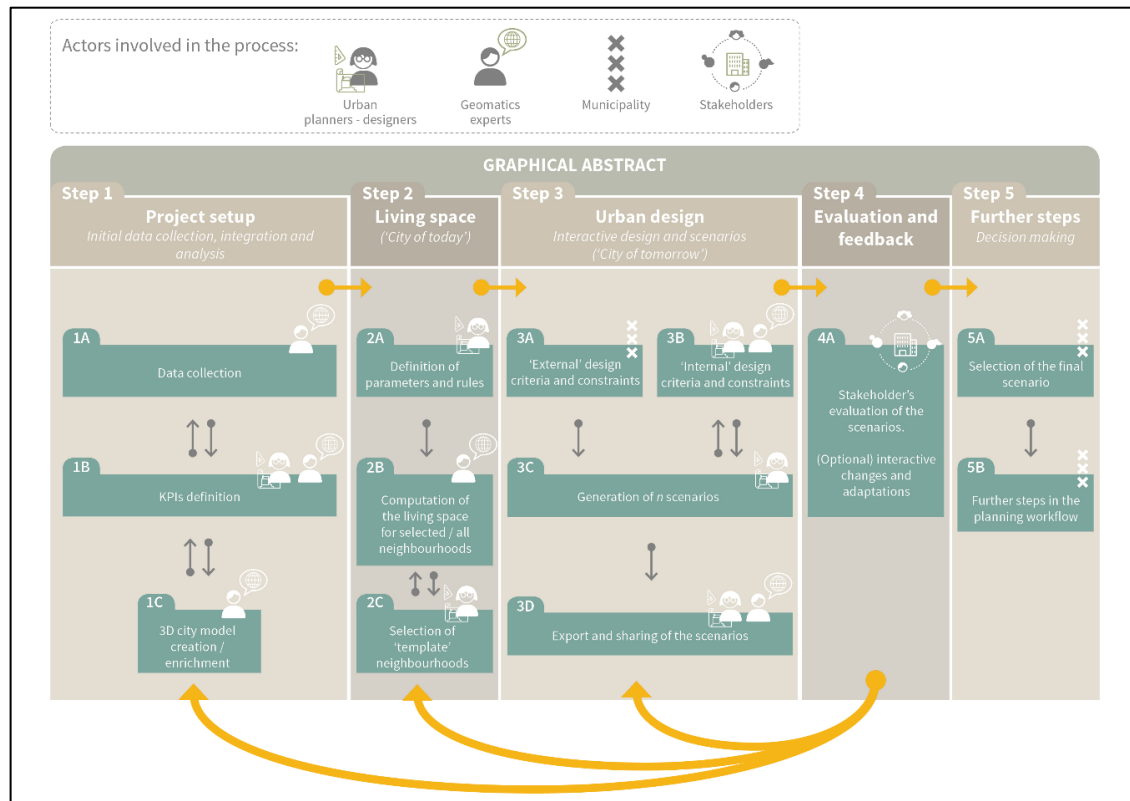 Actors involved in the process:
Urban
planners - designers
Geomatics
experts
Municipality
Stakeholders
GRAPHICAL ABSTRACT
Step 1
Project setup
Initial data collection, integration and
analysis
Step 2
Living space
('City of today')
Step 3
Urban design
Interactive design and scenarios
('City of tomorrow')
Step 4
Evaluation and
feedback
Step 5
Further steps
Decision making
1A
Data collection
1B
KPIs definition
1C
3D city model
creation /
enrichment
2A
Definition of
parameters and rules
2B
Computation of
the living space
for selected / all
neighbourhoods
2C
Selection of
'template'
neighbourhoods
3A
'External' design
criteria and constraints
3B
'Internal' design
criteria and constraints
3C
Generation of n scenarios
3D
Export and sharing of the scenarios
4A
Stakeholder's
evaluation of the
scenarios.
(Optional) interactive
changes and
adaptations
5A
Selection of the final
scenario
5B
Further steps in the
planning workflow